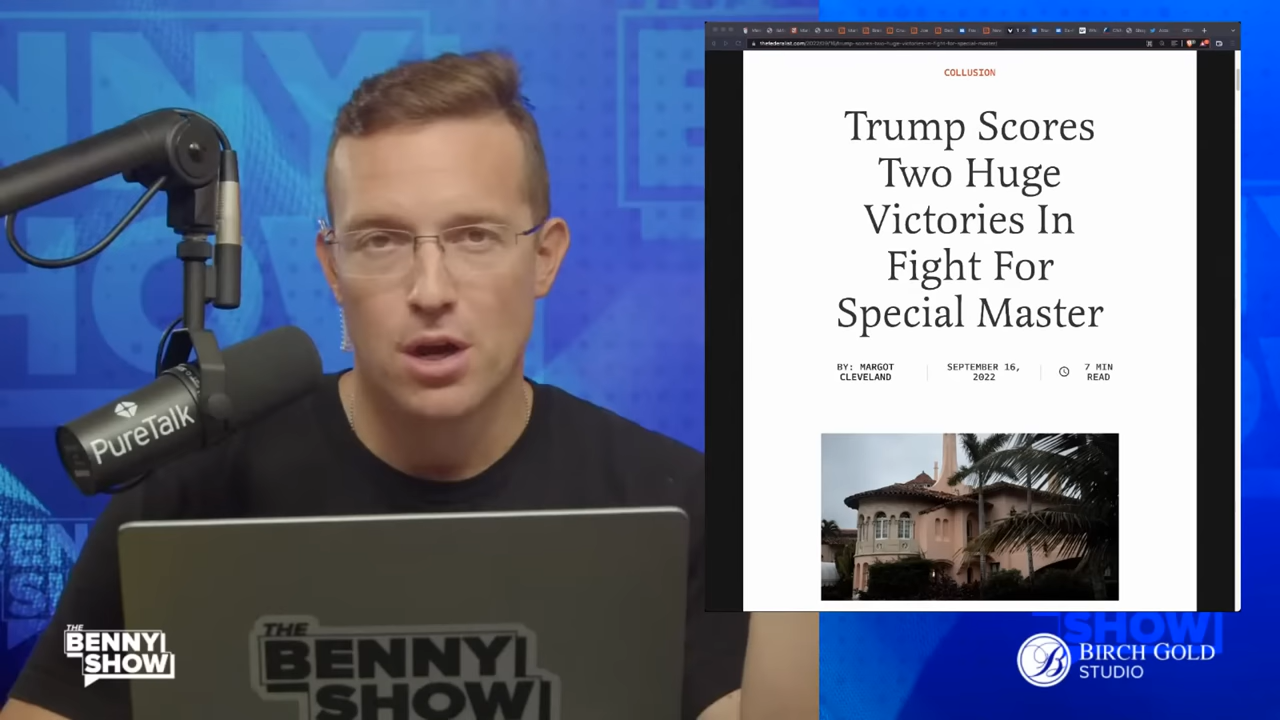 COLLUSION
Trump Scores
Two Huge
Victories In
Fight For
Special Master
BY: MARGOT
CLEVELAND
SEPTEMBER 16,
2022
7 MIN
READ
PureTalk
THE
BENNY
SHOW
THE
BENNY
SHOW
SHOW
BIRCH GOLD
STUDIO